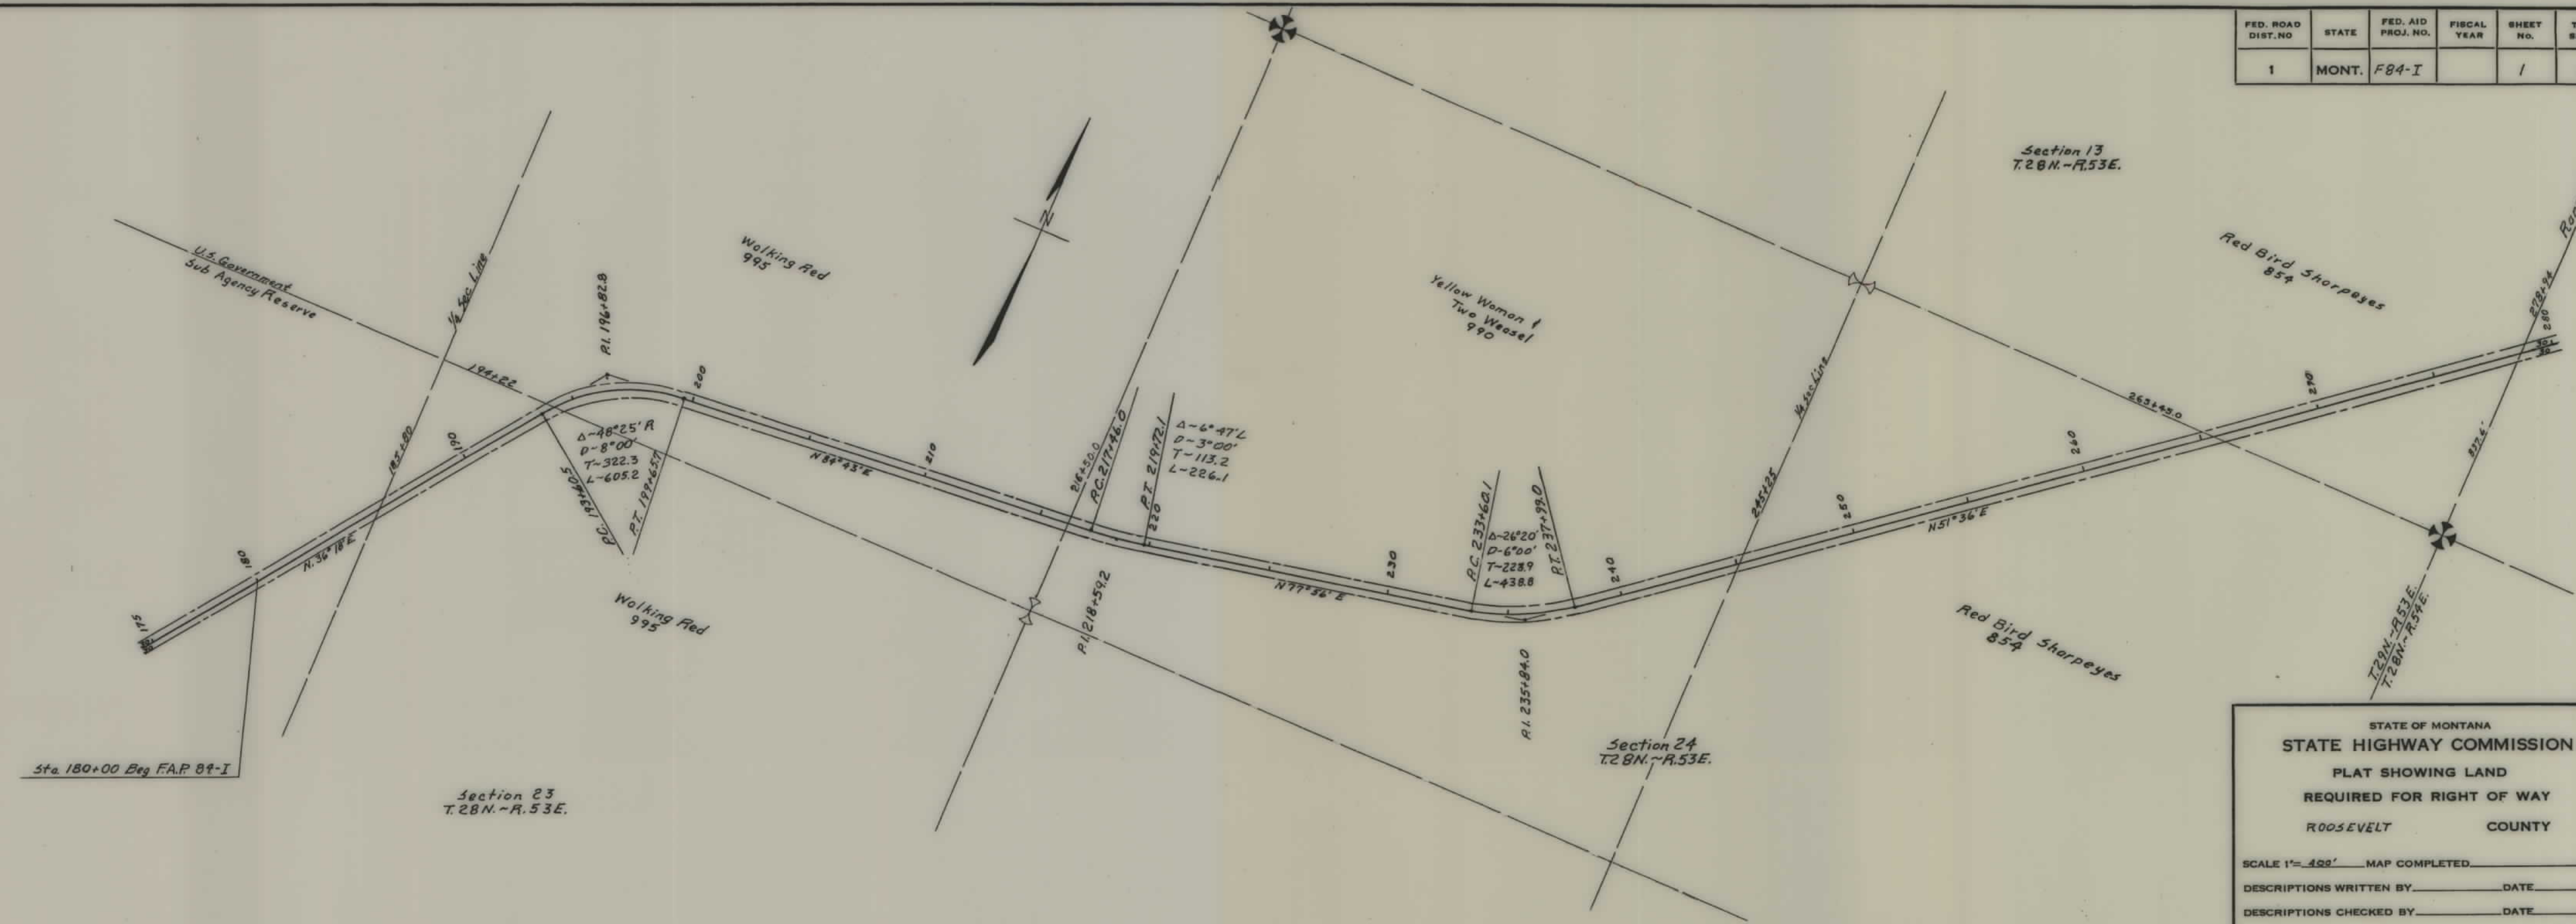 FED. ROAD DIST. NO
STATE
FED. AID PROJ. NO.
FISCAL YEAR
SHEET No.
1
MONT.
F84-I
1
Section 13
T.28N.~R.53E.
U.S. Government
Sub Agency Reserve
1/4 Sec Line
Walking Red
995
N
P.I. 196+82.8
194+22
200
Yellow Woman &
Two Weasel
990
Red Bird Sharpeyes
854
278+94
280
30
30
1/4 Sec Line
290
265+45.0
837.6'
190
185+80
Δ~48°25' R
D~8°00'
T~322.3
L~605.2
P.C. 193+60.5
P.T. 199+65.7
N 84°43' E
210
216+50.0
P.C. 217+46.0
P.T. 219+72.1
220
Δ~6°47' L
D~3°00'
T~113.2
L~226.1
P.C. 233+60.1
Δ~26°20'
D~6°00'
T~228.9
L~438.8
P.T. 237+99.0
245+25
250
260
N 51°36' E
180
N. 36°18' E
175
Walking Red
995
P.I. 218+59.2
N 77°56' E
230
240
P.I. 235+84.0
Red Bird Sharpeyes
854
T.29N.~R.53E.
T.28N.~R.54E.
Sta 180+00 Beg F.A.P. 84-I
Section 23
T.28N.~R.53E.
Section 24
T.28N.~R.53E.
STATE OF MONTANA
STATE HIGHWAY COMMISSION
PLAT SHOWING LAND
REQUIRED FOR RIGHT OF WAY
ROOSEVELT COUNTY
SCALE 1"= 400' MAP COMPLETED
DESCRIPTIONS WRITTEN BY DATE
DESCRIPTIONS CHECKED BY DATE